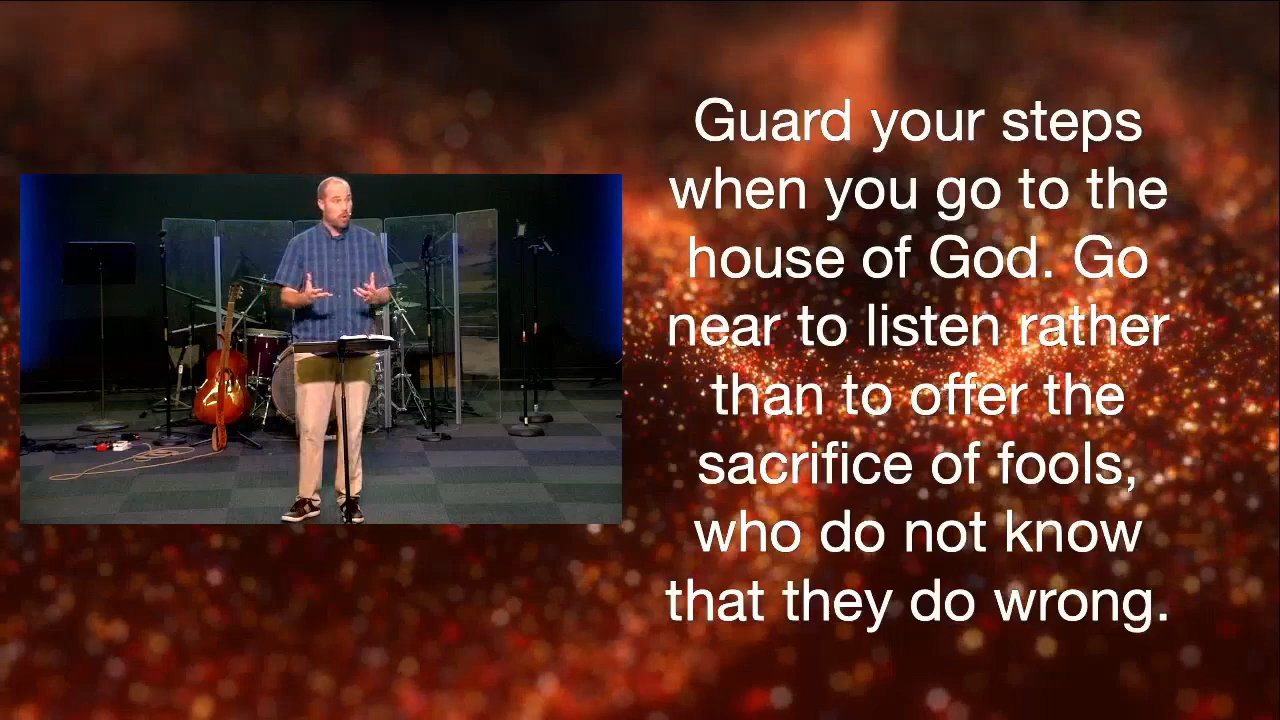 Guard your steps
when you go to the
house of God. Go
near to listen rather
than to offer the
sacrifice of fools,
who do not know
that they do wrong.